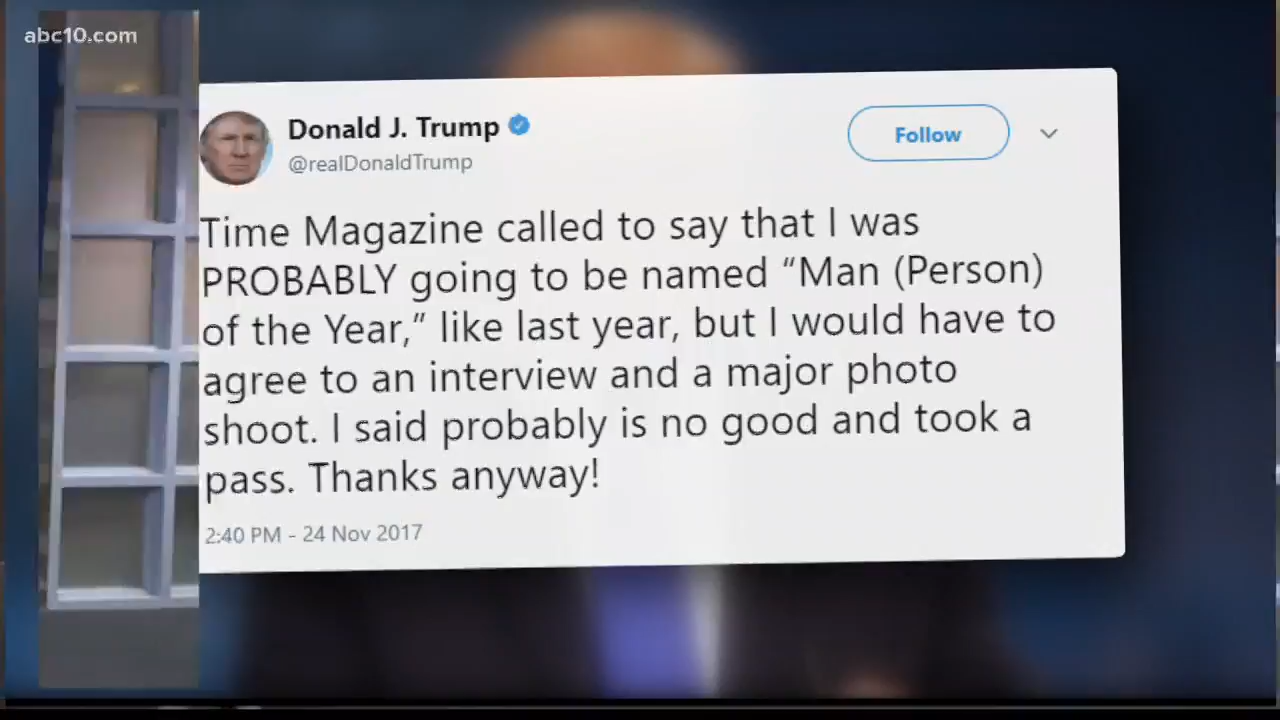 abc10.com
Donald J. Trump
@realDonaldTrump
Follow
Time Magazine called to say that I was
PROBABLY going to be named “Man (Person)
of the Year,” like last year, but I would have to
agree to an interview and a major photo
shoot. I said probably is no good and took a
pass. Thanks anyway!
2:40 PM - 24 Nov 2017